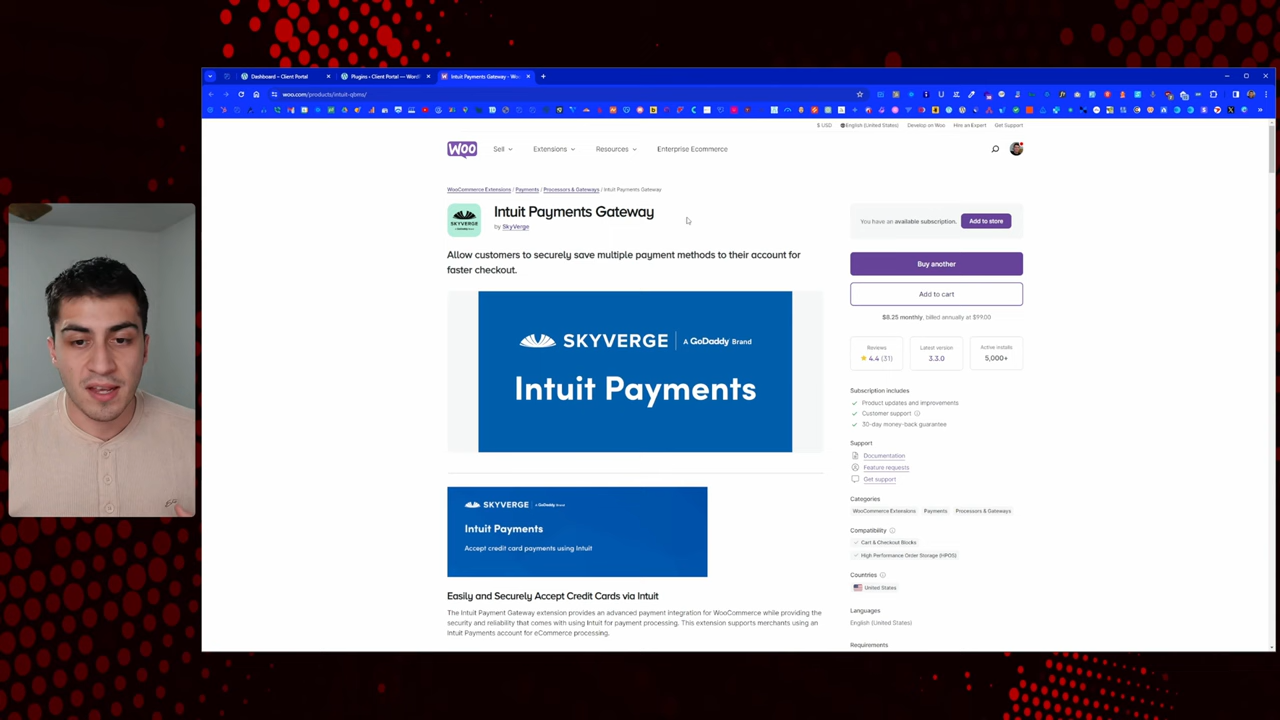 Dashboard – Client Portal
Plugins ‹ Client Portal — Word
Intuit Payments Gateway - Woo
woo.com/products/intuit-qbms/
$ USD
English (United States)
Develop on Woo
Hire an Expert
Get Support
WOO
Sell
Extensions
Resources
Enterprise Ecommerce
WooCommerce Extensions / Payments / Processors & Gateways / Intuit Payments Gateway
SKYVERGE
Intuit Payments Gateway
by SkyVerge
You have an available subscription.
Add to store
Allow customers to securely save multiple payment methods to their account for
faster checkout.
Buy another
Add to cart
$8.25 monthly, billed annually at $99.00
SKYVERGE | A GoDaddy Brand
Intuit Payments
Reviews
4.4 (31)
Latest version
3.3.0
Active installs
5,000+
Subscription includes
Product updates and improvements
Customer support
30-day money-back guarantee
Support
Documentation
Feature requests
Get support
Categories
WooCommerce Extensions
Payments
Processors & Gateways
Compatibility
Cart & Checkout Blocks
High Performance Order Storage (HPOS)
Countries
United States
Languages
English (United States)
Requirements
SKYVERGE | A GoDaddy Brand
Intuit Payments
Accept credit card payments using Intuit
Easily and Securely Accept Credit Cards via Intuit
The Intuit Payment Gateway extension provides an advanced payment integration for WooCommerce while providing the
security and reliability that comes with using Intuit for payment processing. This extension supports merchants using an
Intuit Payments account for eCommerce processing.